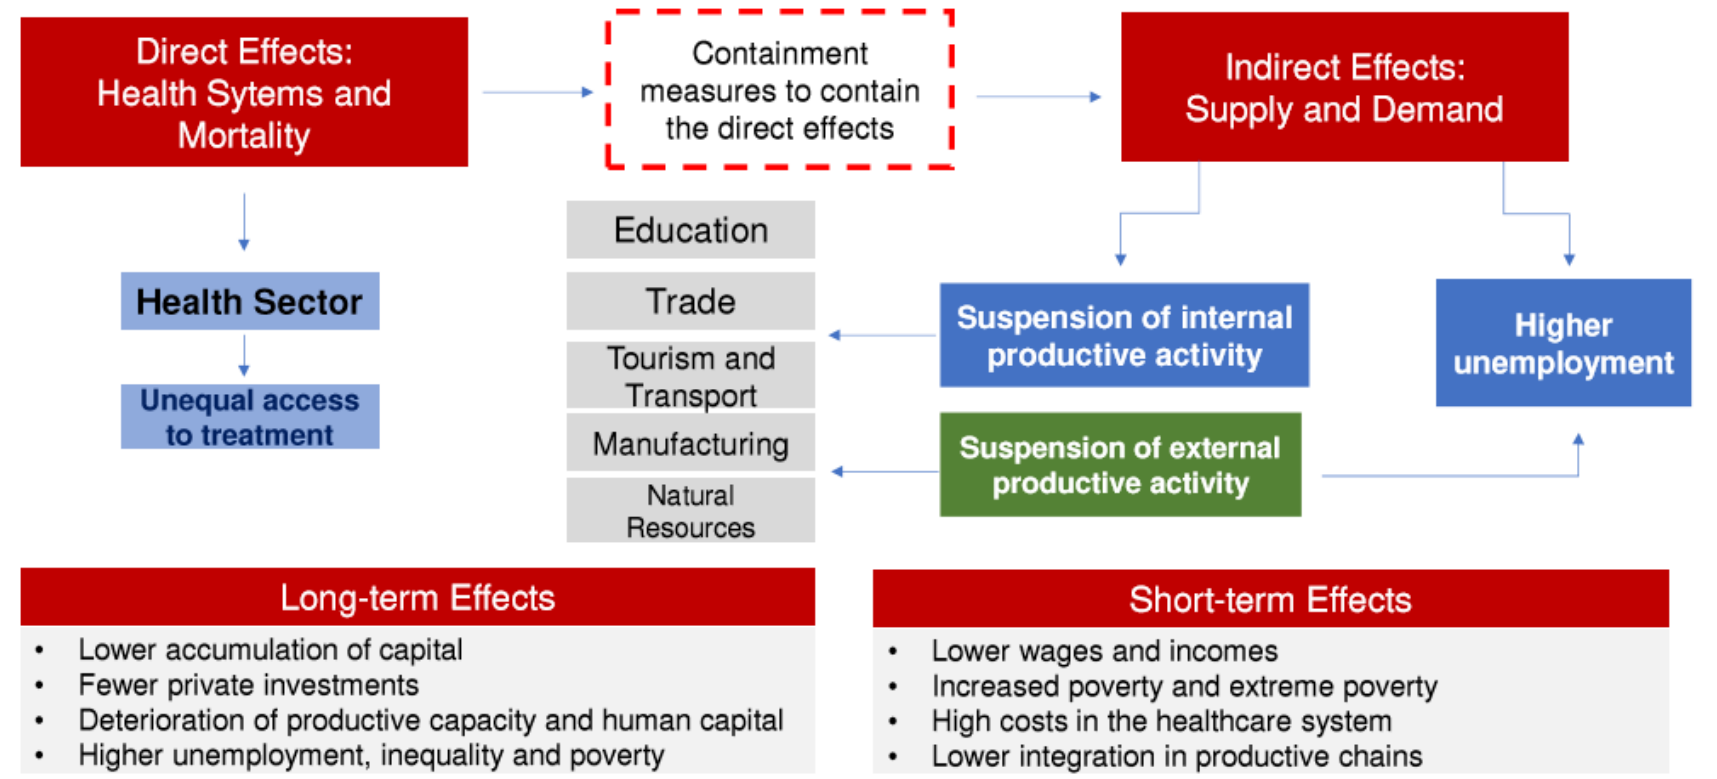 Direct Effects:
Health Sytems and
Mortality
Containment
measures to contain
the direct effects
Indirect Effects:
Supply and Demand
Health Sector
Unequal access
to treatment
Education
Trade
Tourism and
Transport
Manufacturing
Natural
Resources
Suspension of internal
productive activity
Suspension of external
productive activity
Higher
unemployment
Long-term Effects
• Lower accumulation of capital
• Fewer private investments
• Deterioration of productive capacity and human capital
• Higher unemployment, inequality and poverty
Short-term Effects
• Lower wages and incomes
• Increased poverty and extreme poverty
• High costs in the healthcare system
• Lower integration in productive chains